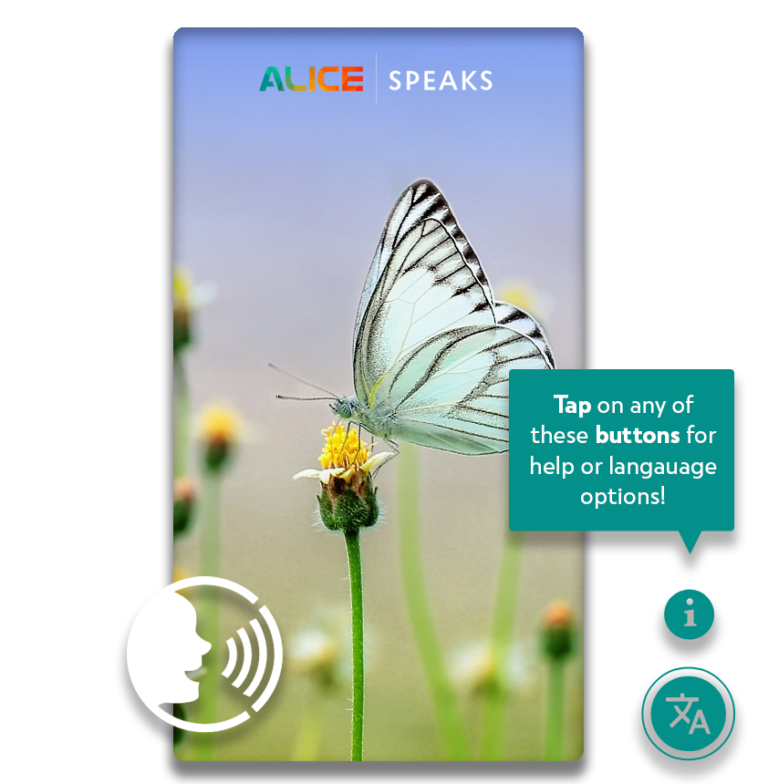 ALICE | SPEAKS
Tap on any of
these buttons for
help or langauage
options!
i
文A